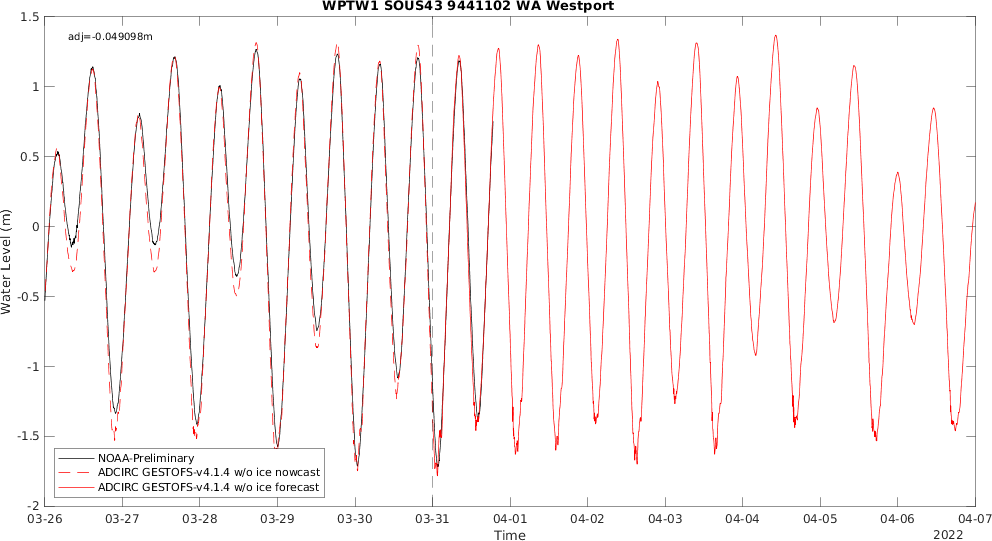 WPTW1 SOUS43 9441102 WA Westport
adj=-0.049098m
Water Level (m)
1.5
1
0.5
0
-0.5
-1
-1.5
-2
NOAA-Preliminary
ADCIRC GESTOFS-v4.1.4 w/o ice nowcast
ADCIRC GESTOFS-v4.1.4 w/o ice forecast
03-26 03-27 03-28 03-29 03-30 03-31 04-01 04-02 04-03 04-04 04-05 04-06 04-07
Time
2022